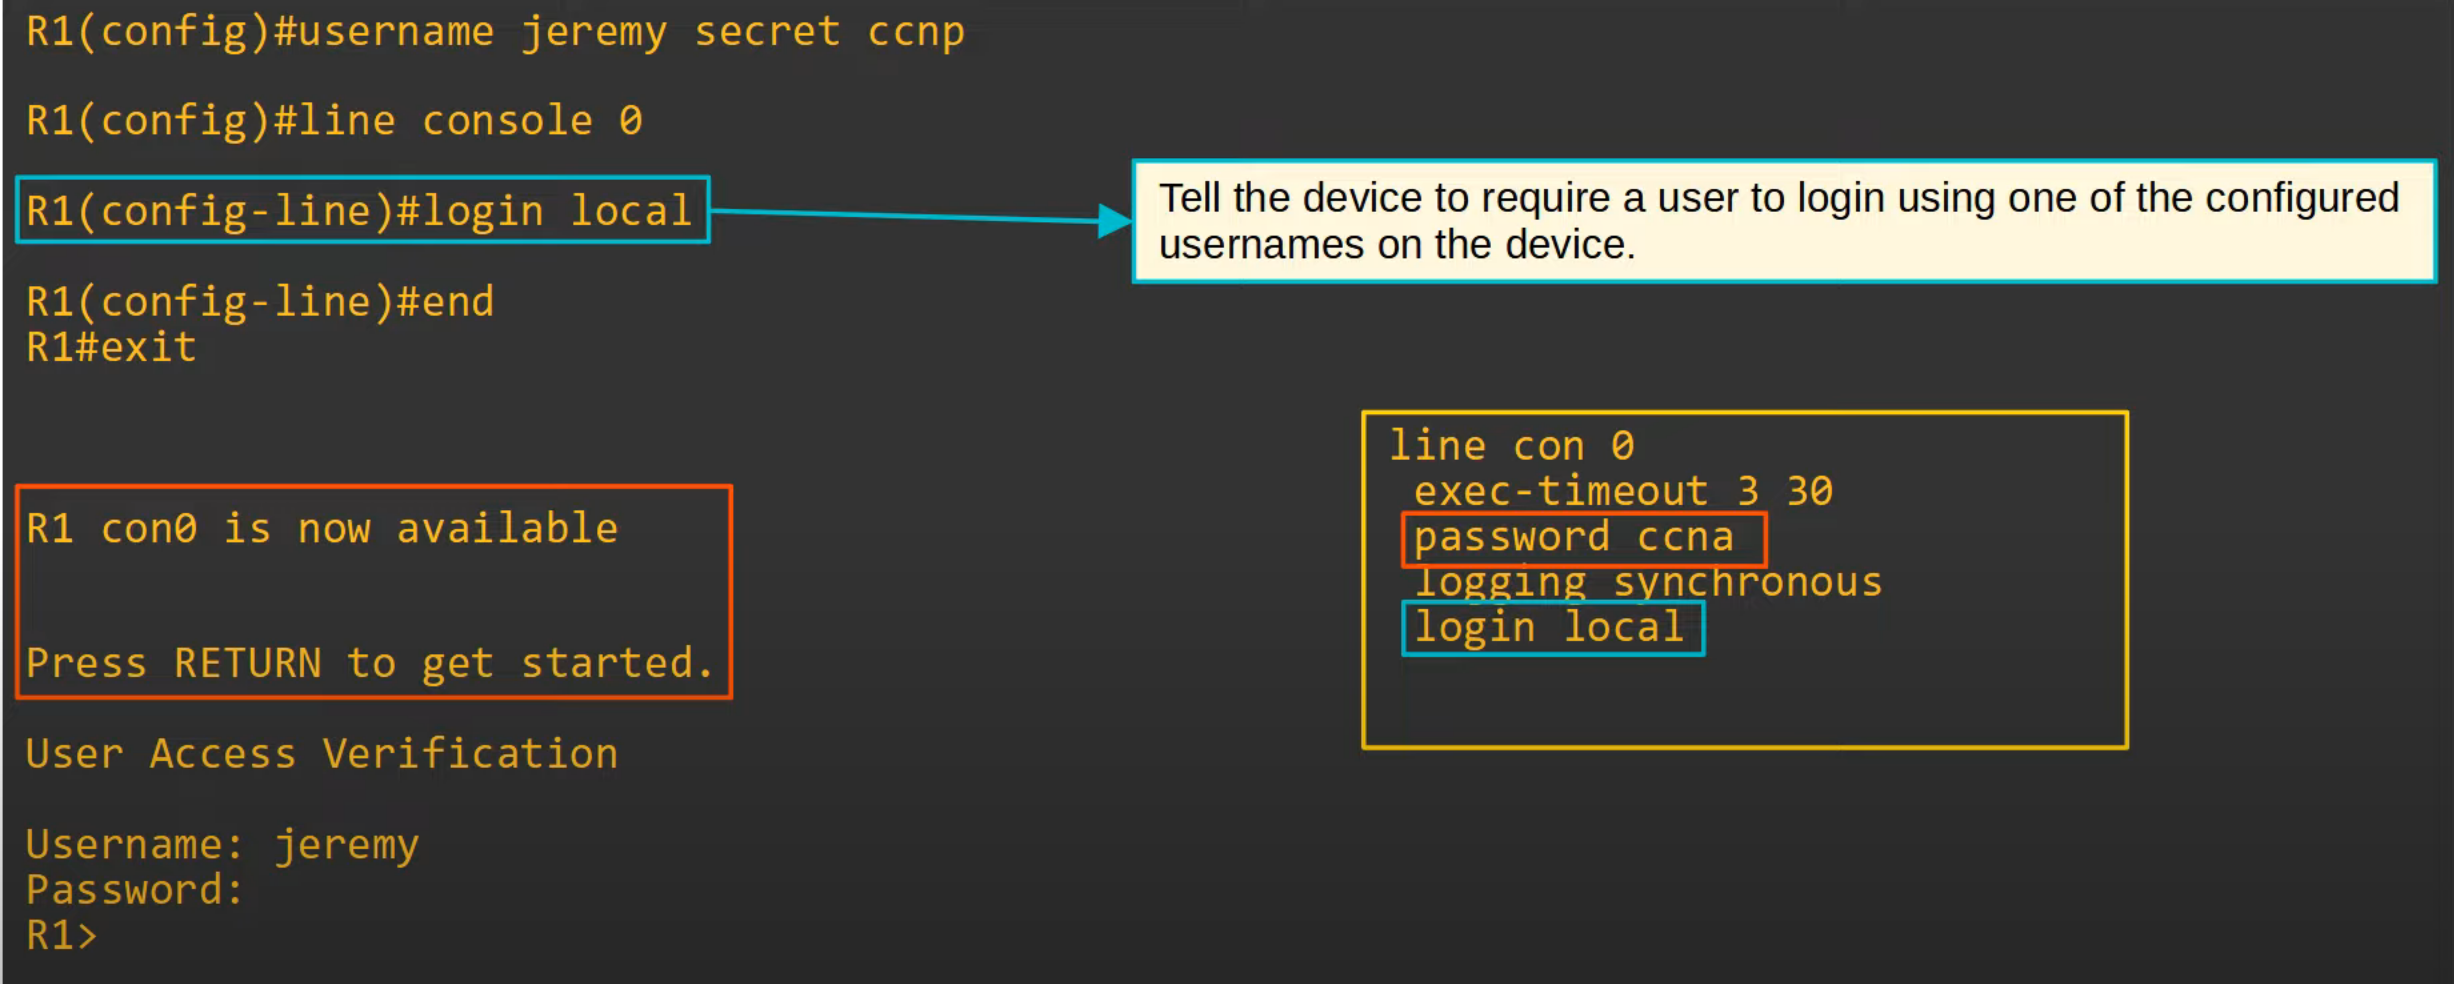 R1(config)#username jeremy secret ccnp
R1(config)#line console 0
R1(config-line)#login local
Tell the device to require a user to login using one of the configured
usernames on the device.
R1(config-line)#end
R1#exit
R1 con0 is now available
Press RETURN to get started.
User Access Verification
Username: jeremy
Password:
R1>
line con 0
exec-timeout 3 30
password ccna
logging synchronous
login local